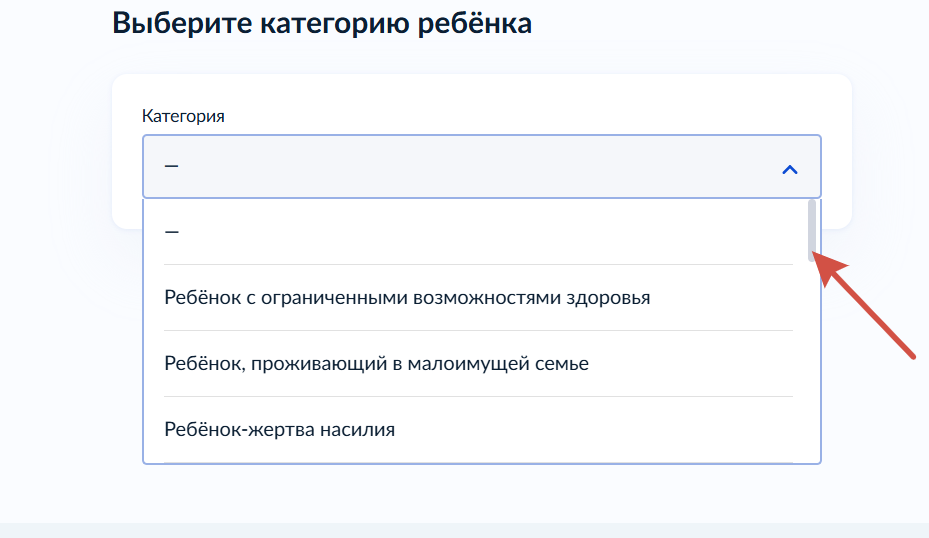 Выберите категорию ребёнка
Категория
—
—
Ребёнок с ограниченными возможностями здоровья
Ребёнок, проживающий в малоимущей семье
Ребёнок-жертва насилия